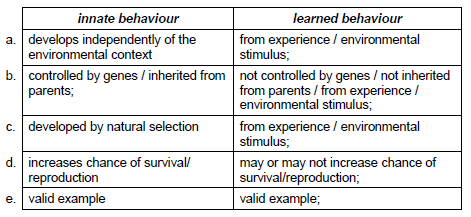 innate behaviour learned behaviour
a. develops independently of the from experience / environmental
environmental context stimulus;
b. controlled by genes / inherited from not controlled by genes / not inherited
parents; from parents / from experience /
environmental stimulus;
c. developed by natural selection from experience / environmental
stimulus;
d. increases chance of survival/ may or may not increase chance of
reproduction survival/reproduction;
e. valid example valid example;